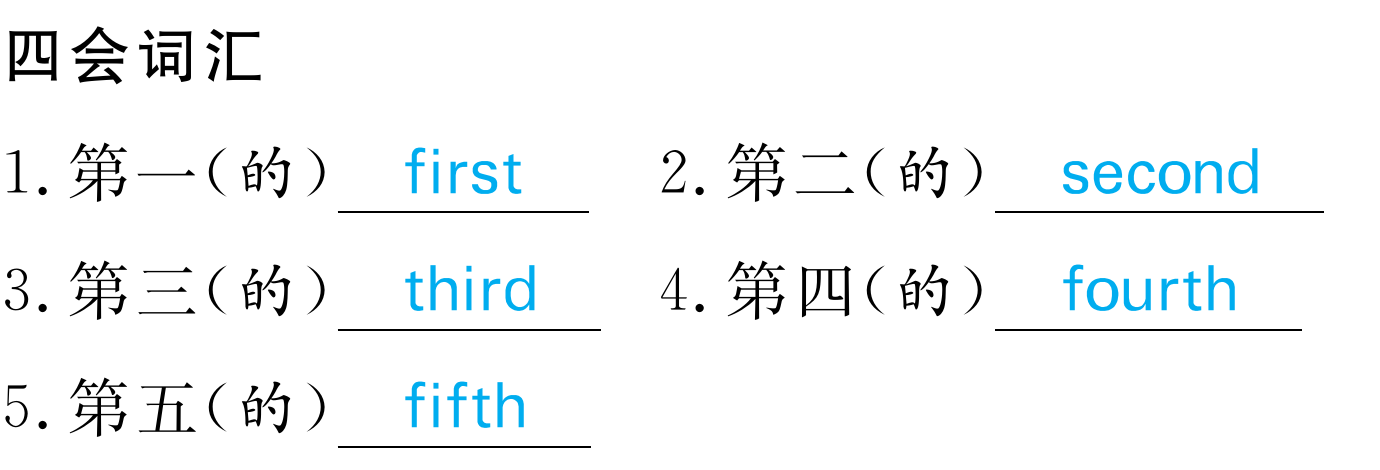 四会词汇
1.第一(的) first 2.第二(的) second
3.第三(的) third 4.第四(的) fourth
5.第五(的) fifth